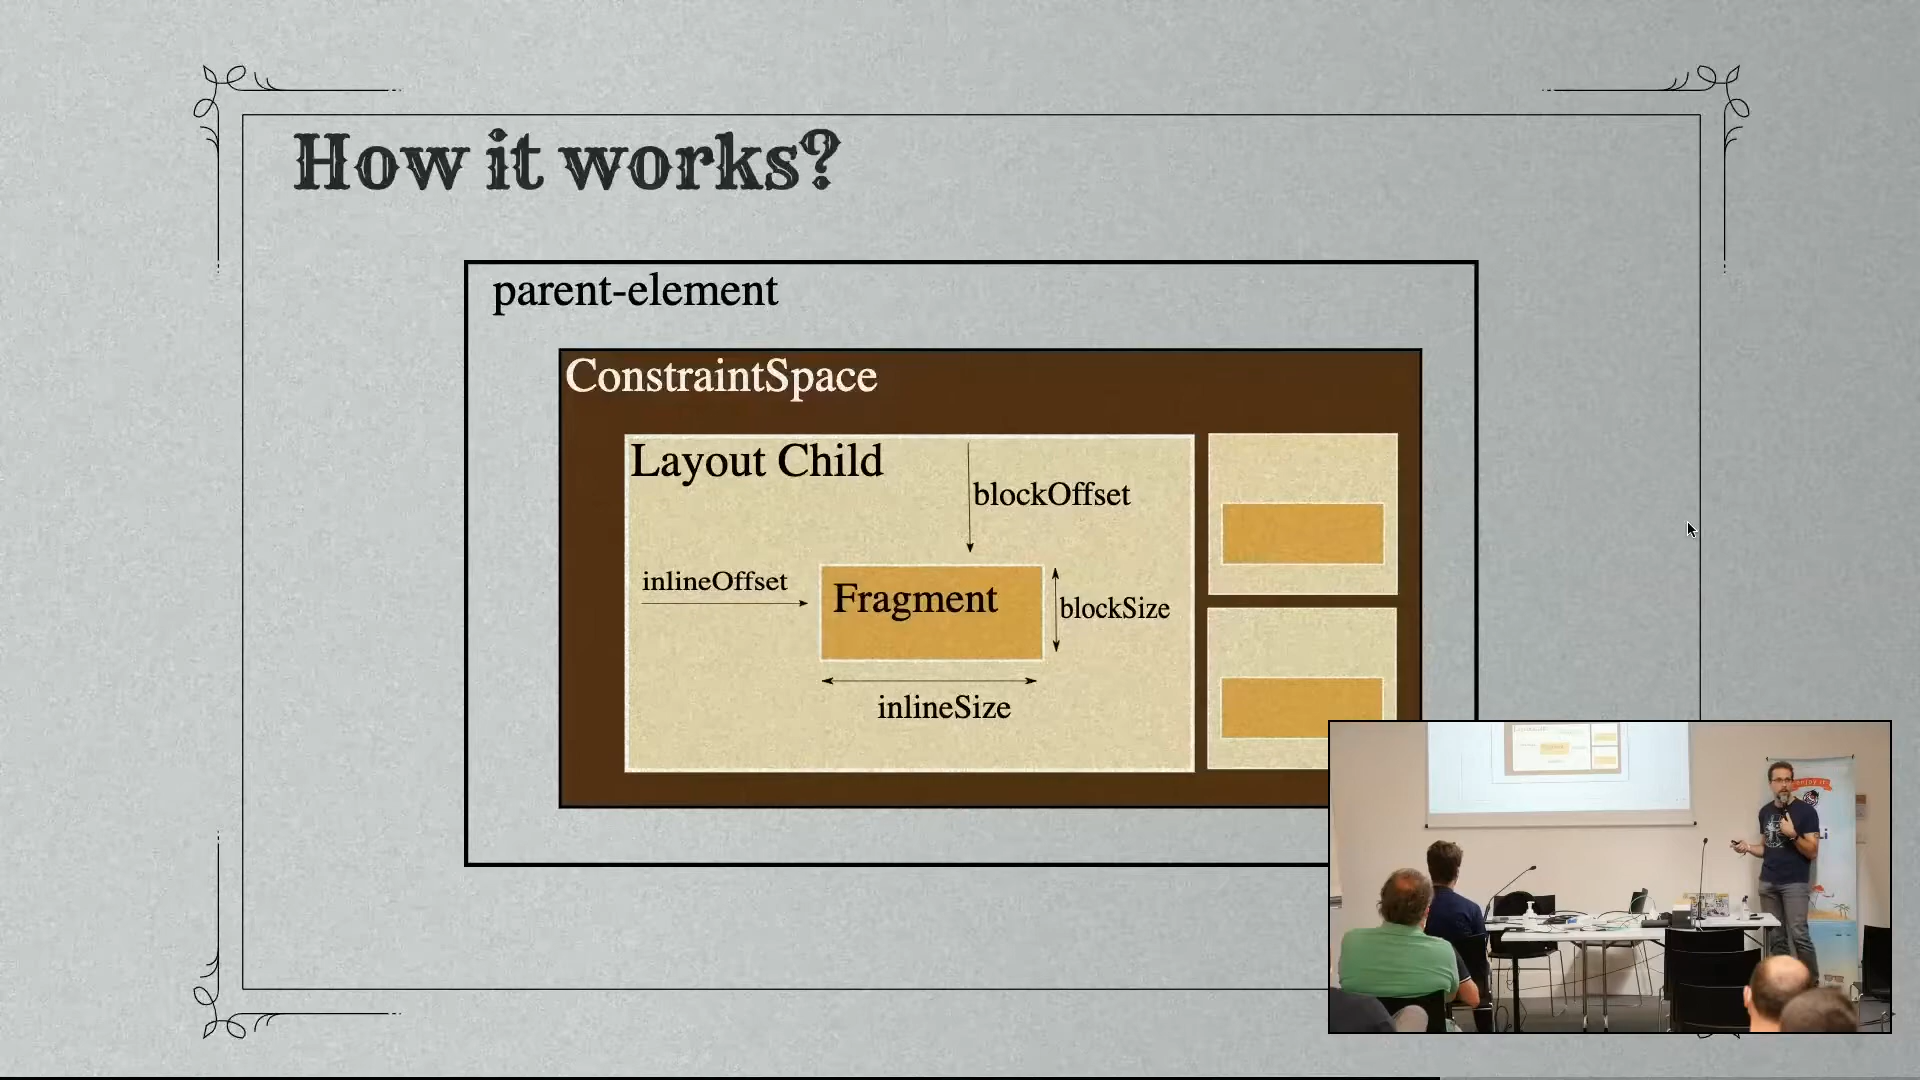 How it works?
parent-element
ConstraintSpace
Layout Child
blockOffset
inlineOffset
Fragment
blockSize
inlineSize